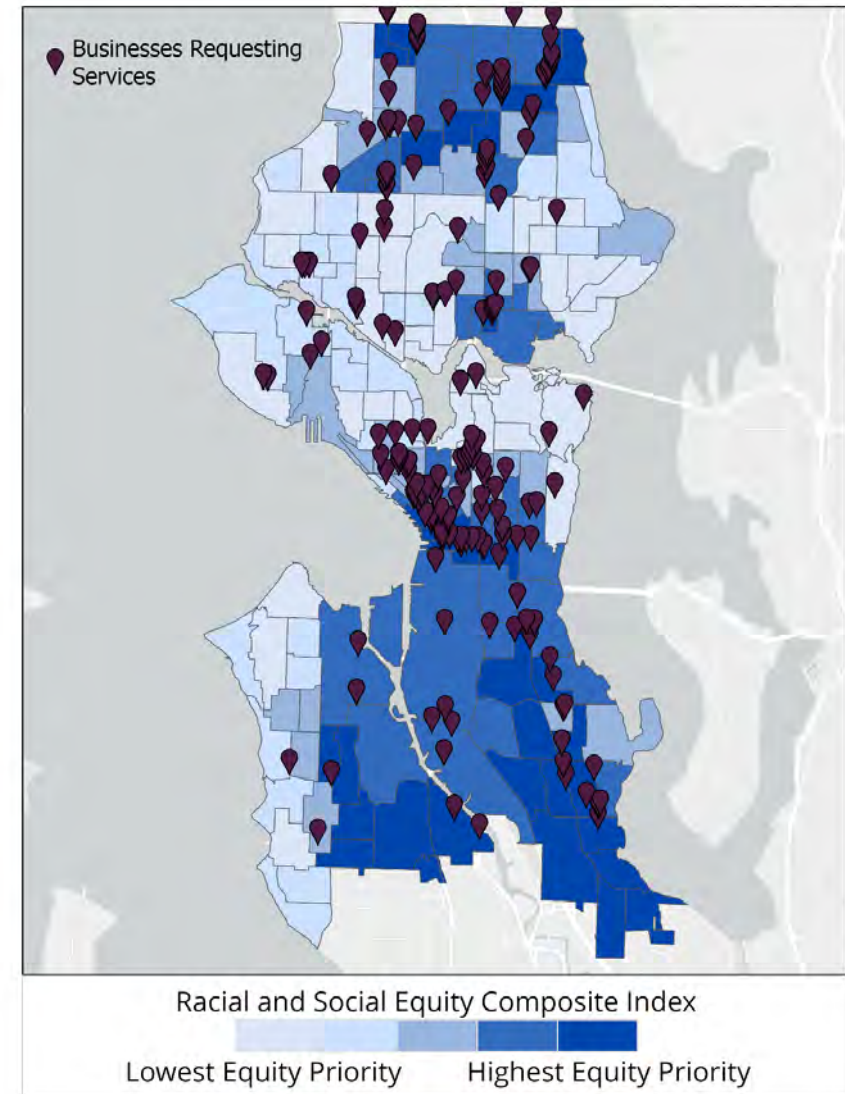 Businesses Requesting
Services
Racial and Social Equity Composite Index
Lowest Equity Priority
Highest Equity Priority